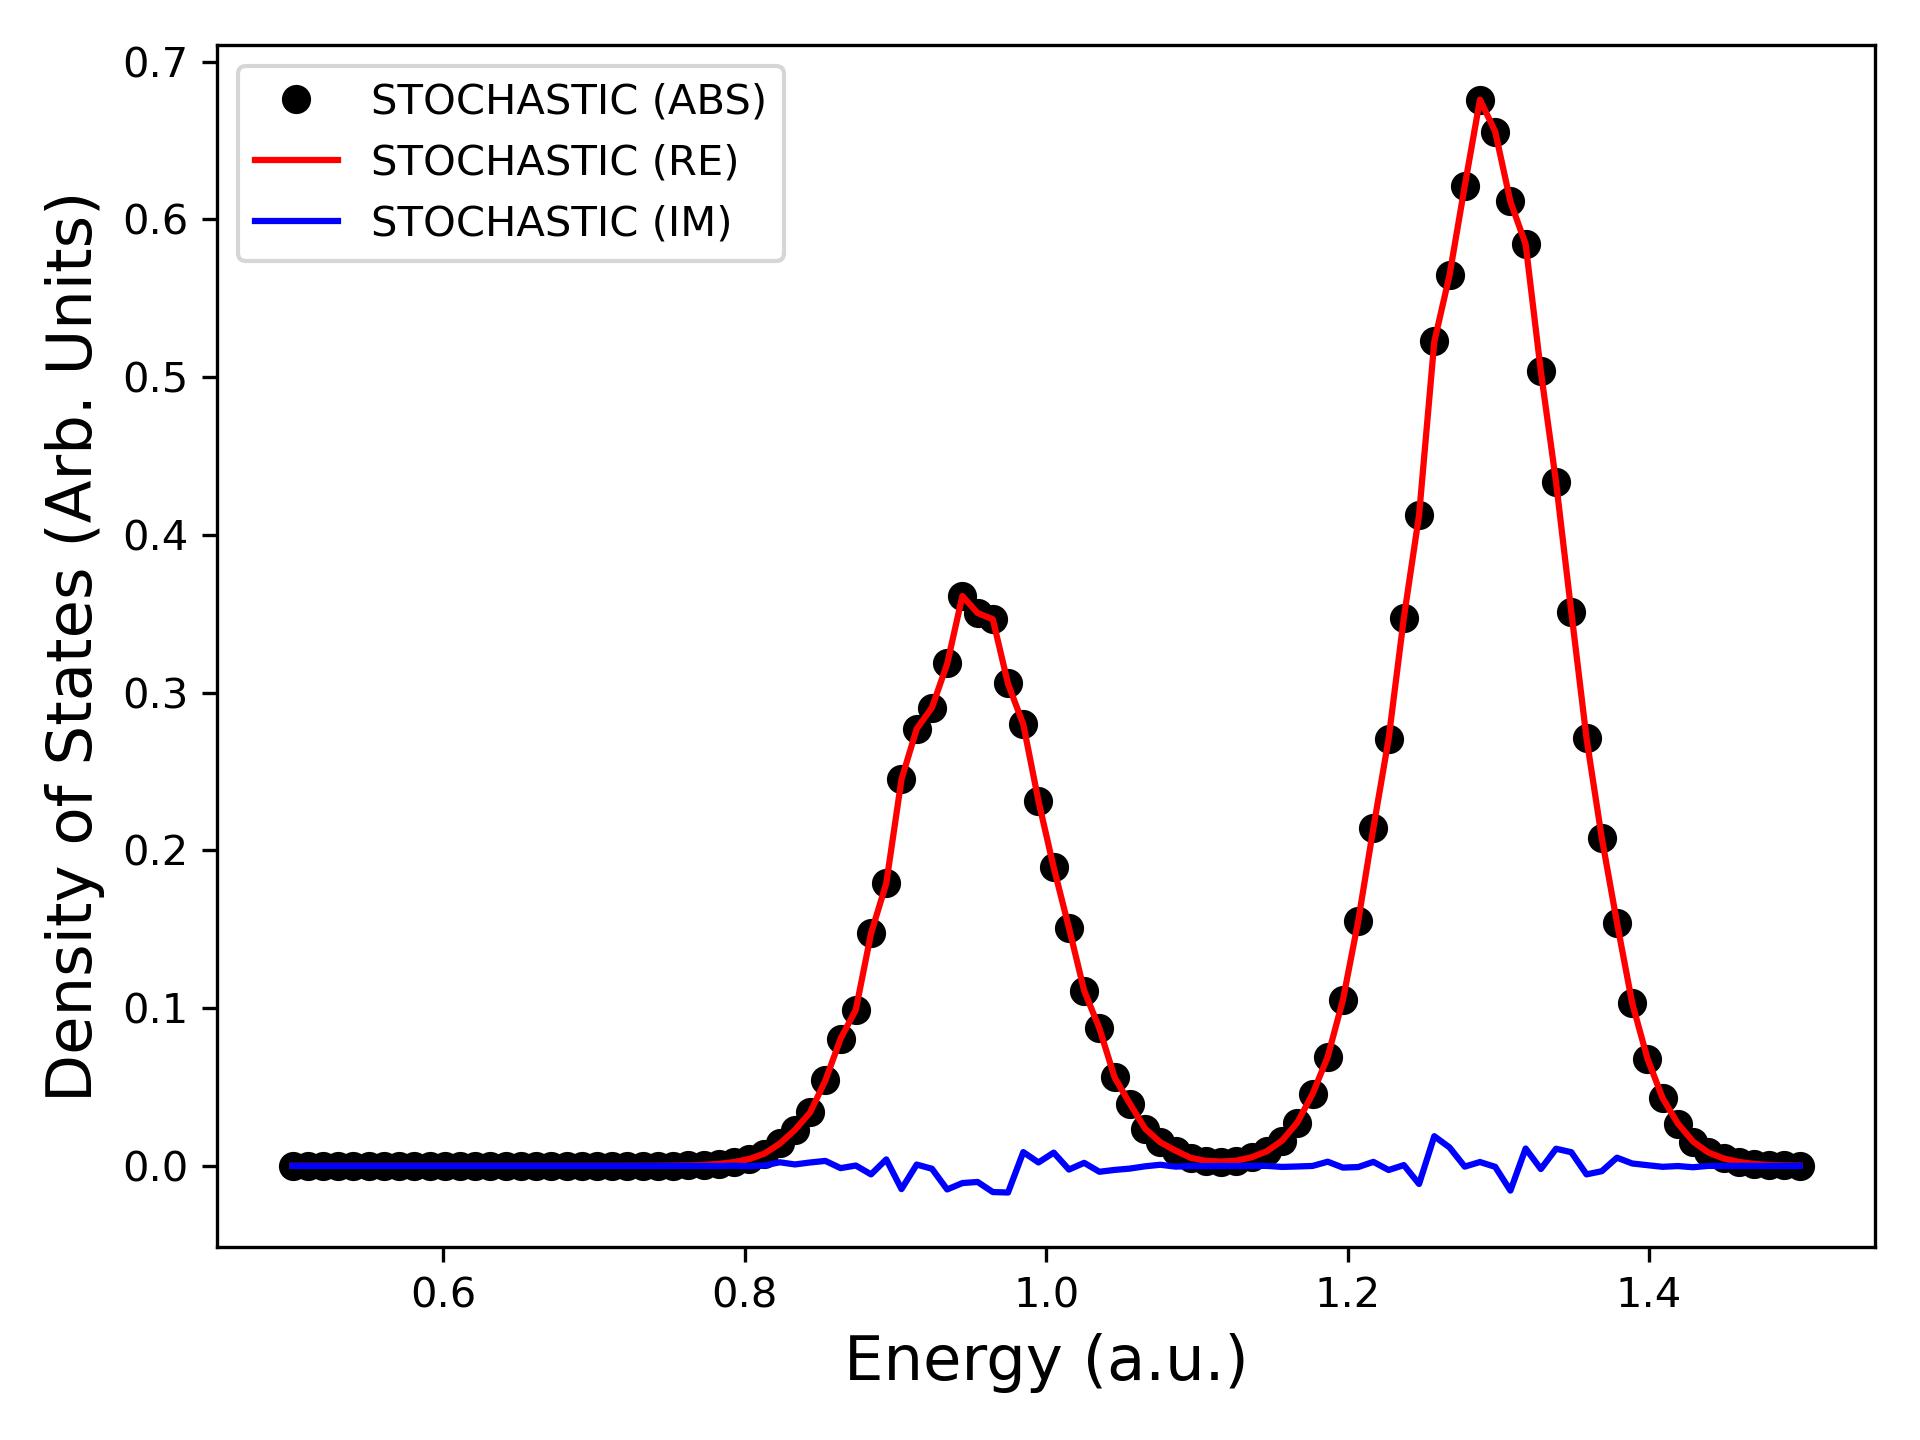 STOCHASTIC (ABS)
STOCHASTIC (RE)
STOCHASTIC (IM)
Density of States (Arb. Units)
0.7
0.6
0.5
0.4
0.3
0.2
0.1
0.0
0.6 0.8 1.0 1.2 1.4
Energy (a.u.)